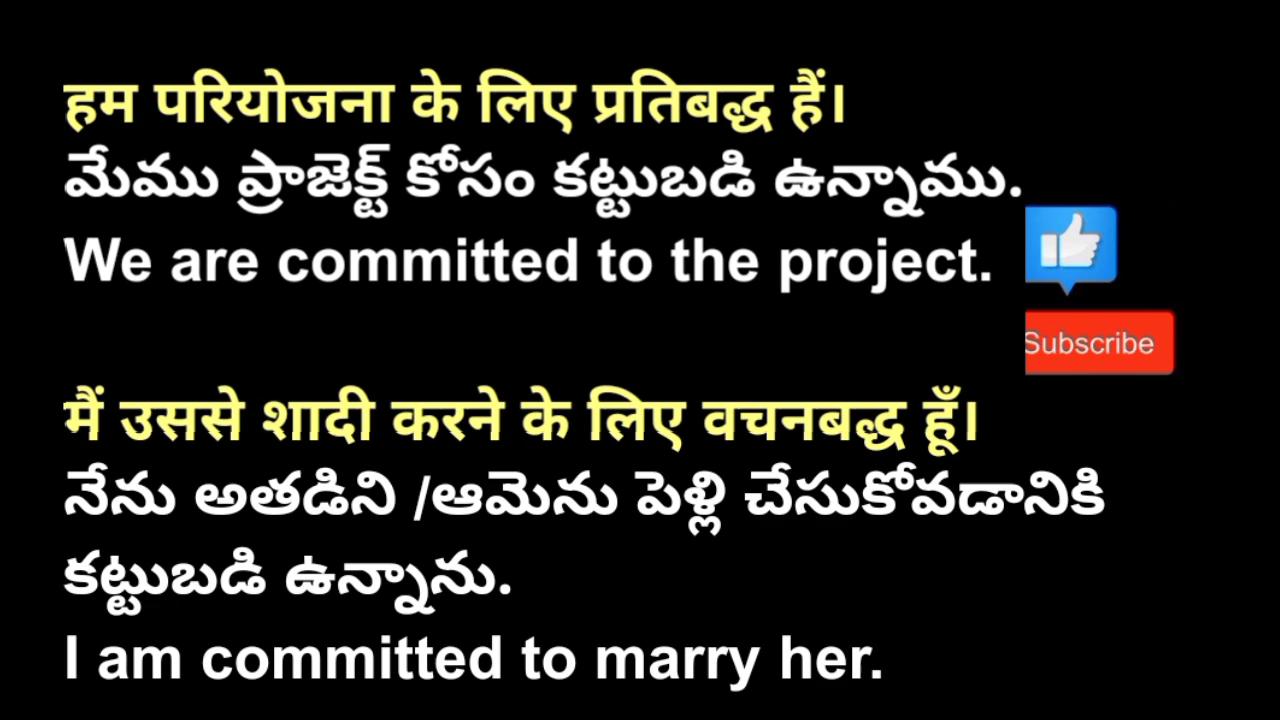 हम परियोजना के लिए प्रतिबद्ध हैं।
మేము ప్రాజెక్ట్ కోసం కట్టుబడి ఉన్నాము.
We are committed to the project.
Subscribe
मैं उससे शादी करने के लिए वचनबद्ध हूँ।
నేను అతడిని /ఆమెను పెళ్లి చేసుకోవడానికి
కట్టుబడి ఉన్నాను.
I am committed to marry her.